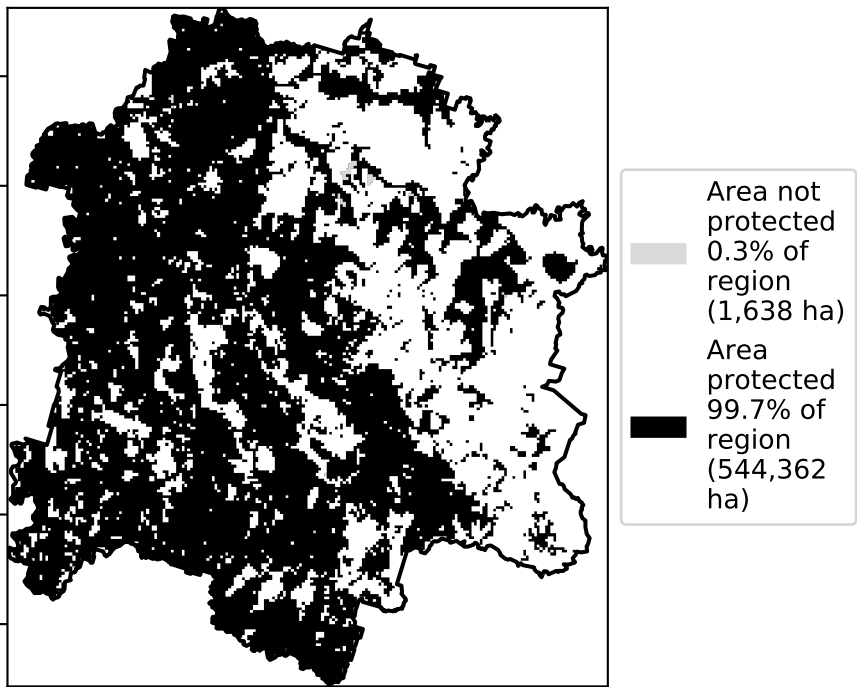 Area not
protected
0.3% of
region
(1,638 ha)
Area
protected
99.7% of
region
(544,362
ha)